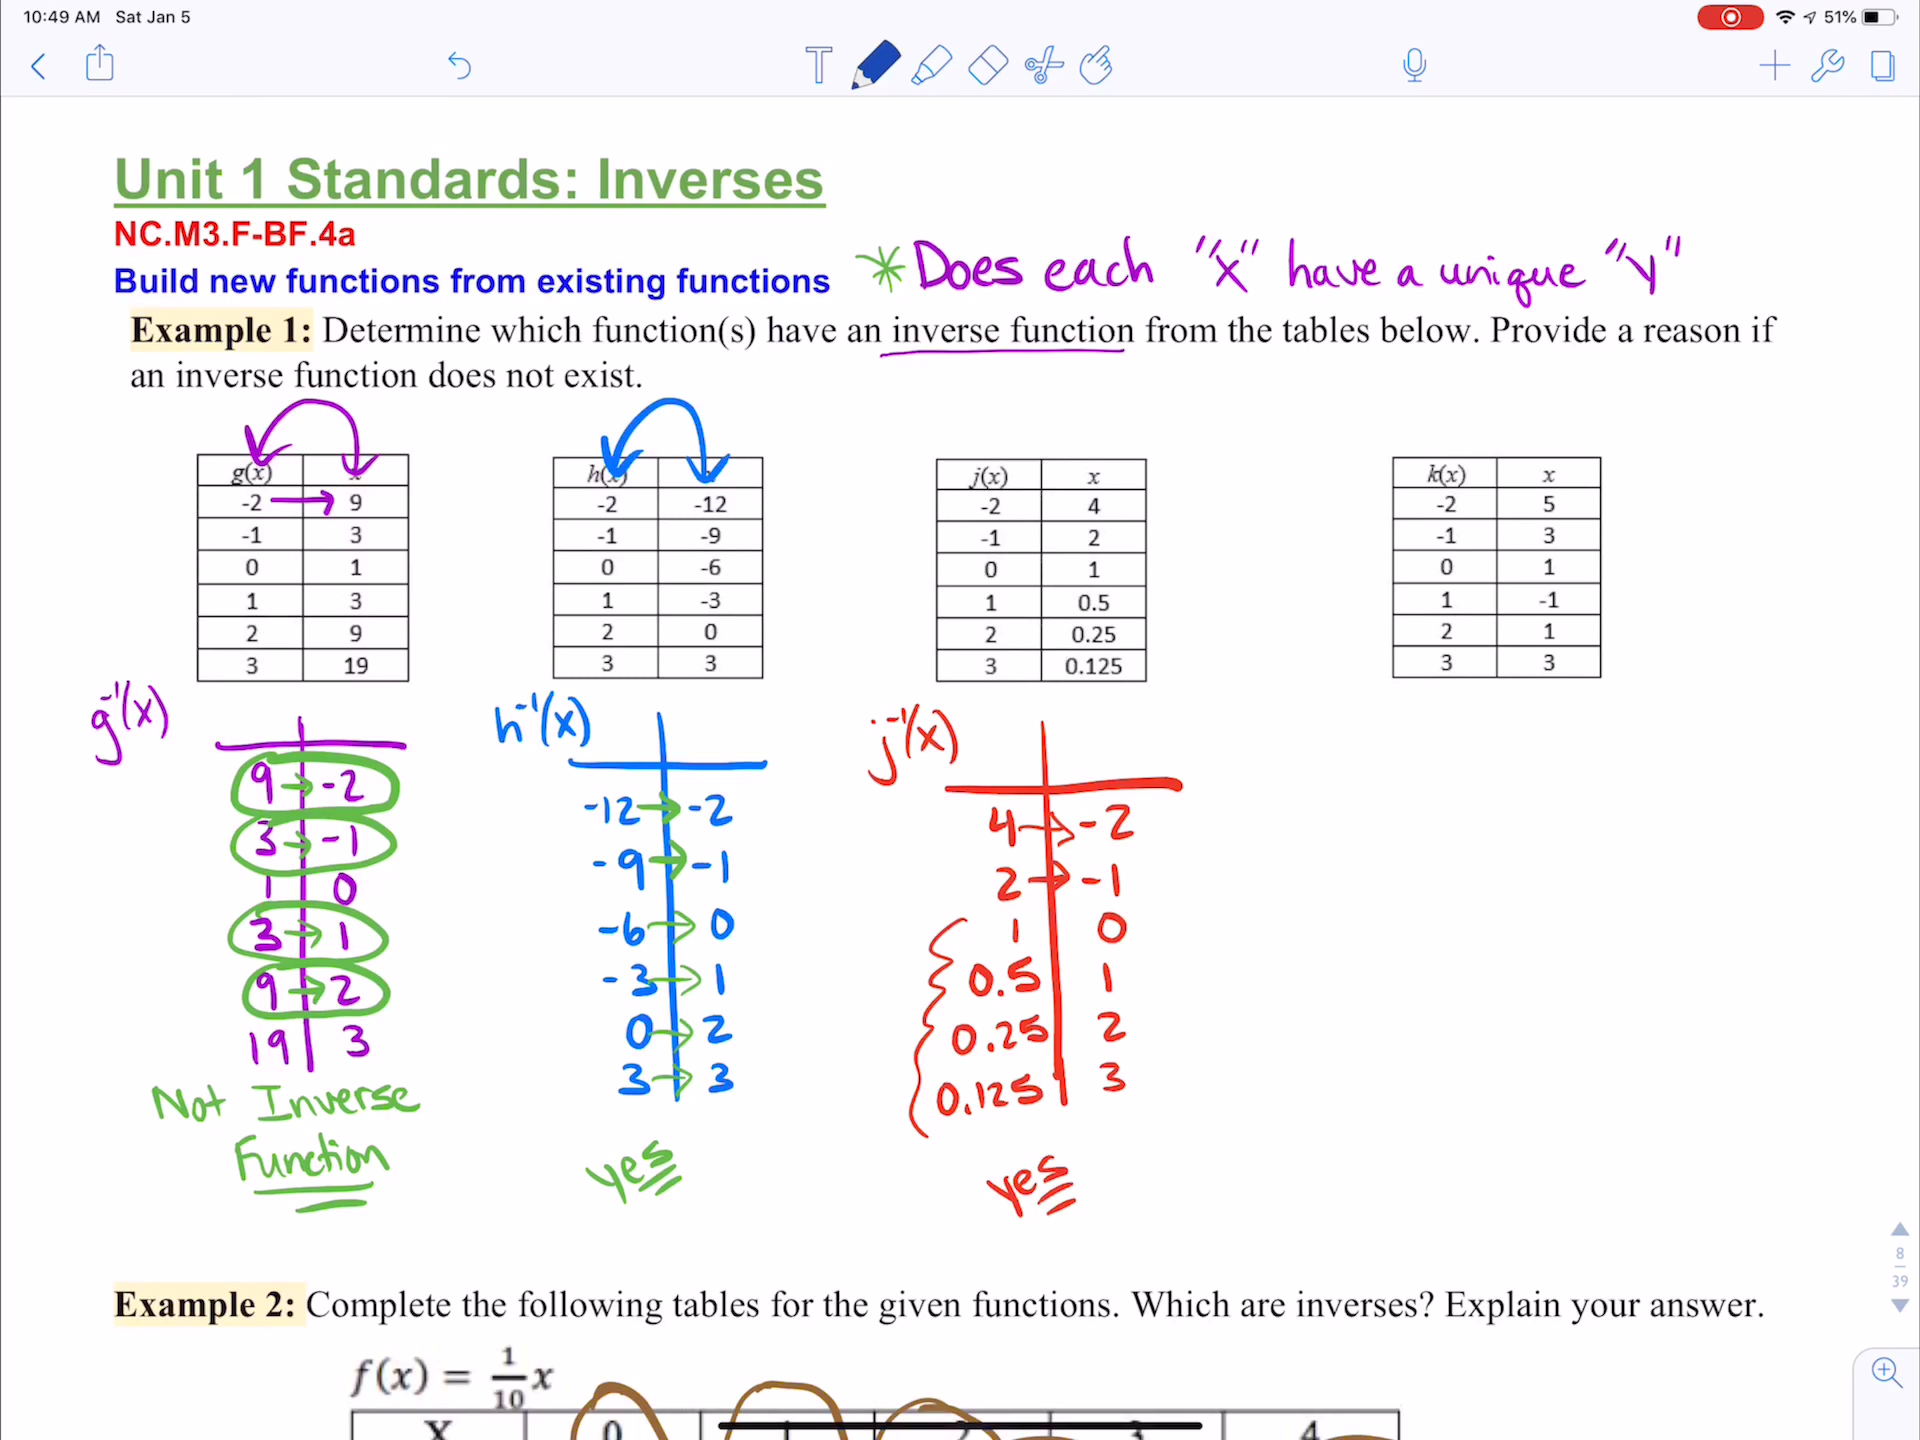 10:49 AM Sat Jan 5
51%
T
Unit 1 Standards: Inverses
NC.M3.F-BF.4a
Build new functions from existing functions
* Does each "x" have a unique "y"
Example 1: Determine which function(s) have an inverse function from the tables below. Provide a reason if
an inverse function does not exist.
g(x)
-2 → 9
-1 3
0 1
1 3
2 9
3 19
h(x)
-2 -12
-1 -9
0 -6
1 -3
2 0
3 3
j(x) x
-2 4
-1 2
0 1
1 0.5
2 0.25
3 0.125
k(x) x
-2 5
-1 3
0 1
1 -1
2 1
3 3
g⁻¹(x)
9 → -2
3 → -1
1 0
3 → 1
9 → 2
19 3
Not Inverse
Function
h⁻¹(x)
-12 → -2
-9 → -1
-6 → 0
-3 → 1
0 → 2
3 → 3
yes
j⁻¹(x)
4 → -2
2 → -1
1 0
0.5 1
0.25 2
0.125 3
yes
8
39
Example 2: Complete the following tables for the given functions. Which are inverses? Explain your answer.
f(x) = 1/10 x
X 0 1 2 3 4